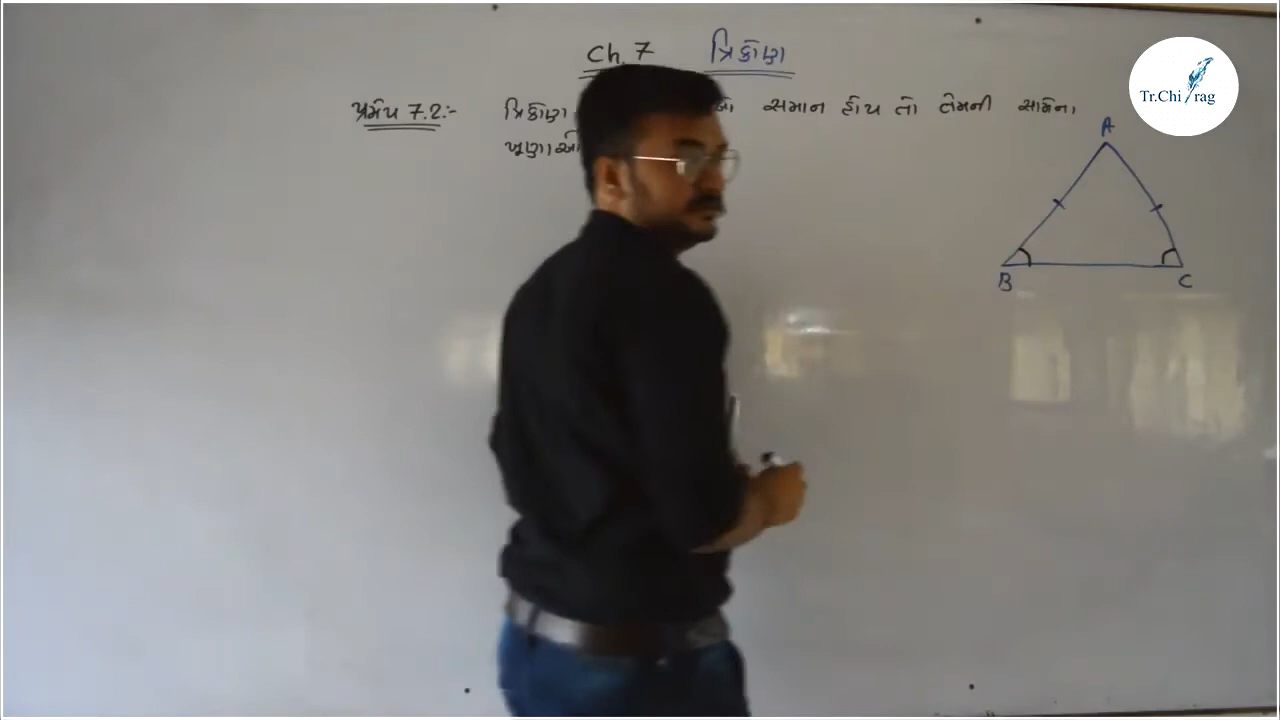 Ch. 7 ત્રિકોણ
પ્રમેય 7.2:- ત્રિકોણ સમાન હોય તો તેમની સામેના
ખૂણાઓ
A
B C
Tr.Chirag